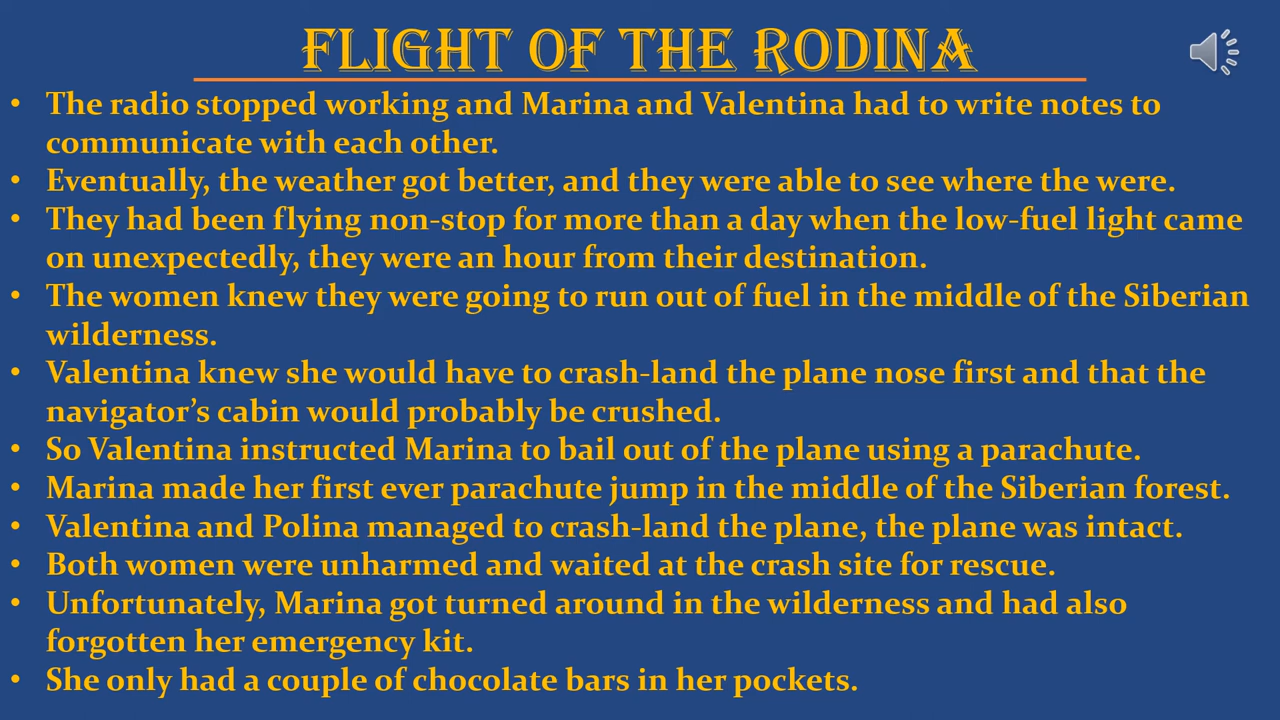 FLIGHT OF THE RODINA
• The radio stopped working and Marina and Valentina had to write notes to
communicate with each other.
• Eventually, the weather got better, and they were able to see where the were.
• They had been flying non-stop for more than a day when the low-fuel light came
on unexpectedly, they were an hour from their destination.
• The women knew they were going to run out of fuel in the middle of the Siberian
wilderness.
• Valentina knew she would have to crash-land the plane nose first and that the
navigator’s cabin would probably be crushed.
• So Valentina instructed Marina to bail out of the plane using a parachute.
• Marina made her first ever parachute jump in the middle of the Siberian forest.
• Valentina and Polina managed to crash-land the plane, the plane was intact.
• Both women were unharmed and waited at the crash site for rescue.
• Unfortunately, Marina got turned around in the wilderness and had also
forgotten her emergency kit.
• She only had a couple of chocolate bars in her pockets.